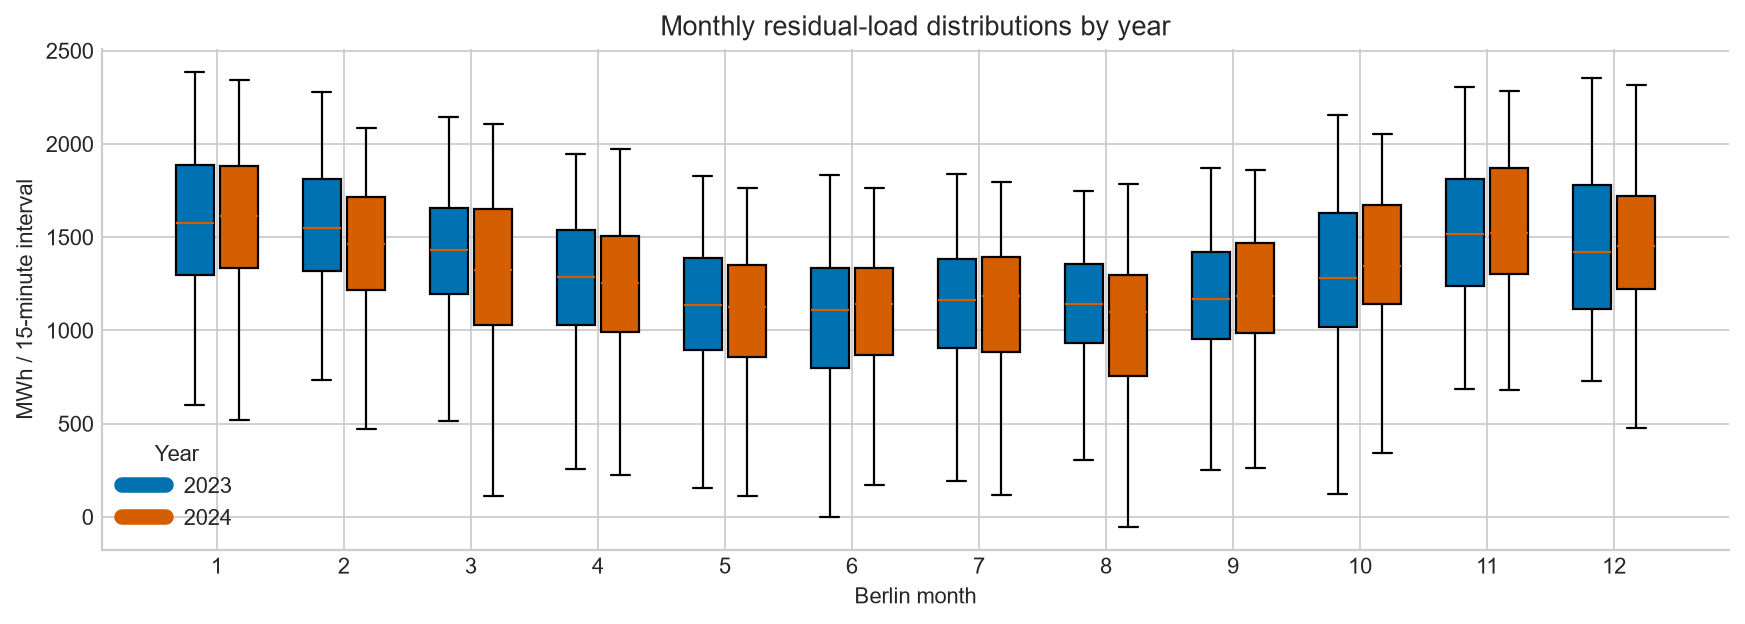 Monthly residual-load distributions by year
MWh / 15-minute interval
2500
2000
1500
1000
500
0
Year
2023
2024
1 2 3 4 5 6 7 8 9 10 11 12
Berlin month